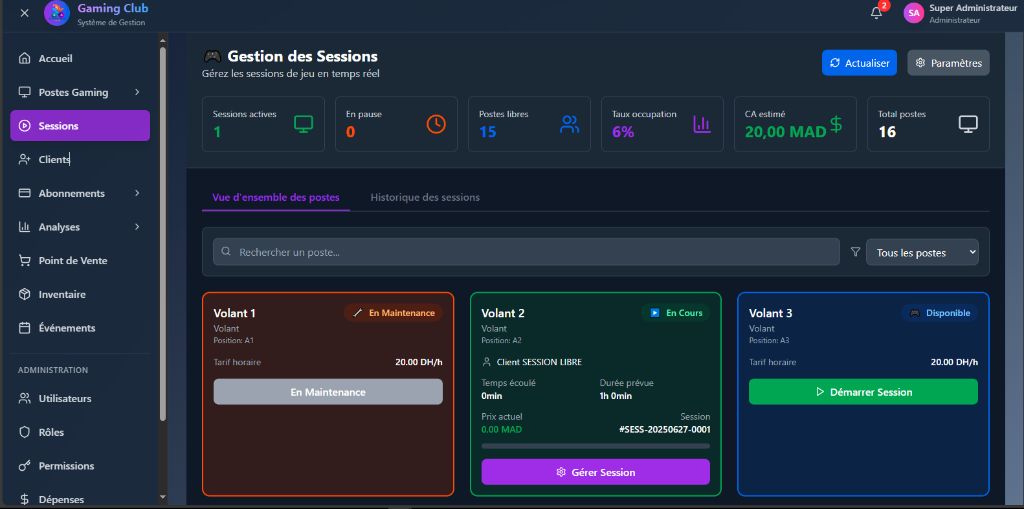 Gaming Club
Système de Gestion
2
SA
Super Administrateur
Administrateur
Accueil
Postes Gaming
Sessions
Clients
Abonnements
Analyses
Point de Vente
Inventaire
Événements
ADMINISTRATION
Utilisateurs
Rôles
Permissions
Dépenses
Gestion des Sessions
Gérez les sessions de jeu en temps réel
Actualiser
Paramètres
Sessions actives
1
En pause
0
Postes libres
15
Taux occupation
6%
CA estimé
20,00 MAD
Total postes
16
Vue d'ensemble des postes
Historique des sessions
Rechercher un poste...
Tous les postes
Volant 1
En Maintenance
Volant
Position: A1
Tarif horaire 20.00 DH/h
En Maintenance
Volant 2
En Cours
Volant
Position: A2
Client SESSION LIBRE
Temps écoulé Durée prévue
0min 1h 0min
Prix actuel Session
0.00 MAD #SESS-20250627-0001
Gérer Session
Volant 3
Disponible
Volant
Position: A3
Tarif horaire 20.00 DH/h
Démarrer Session